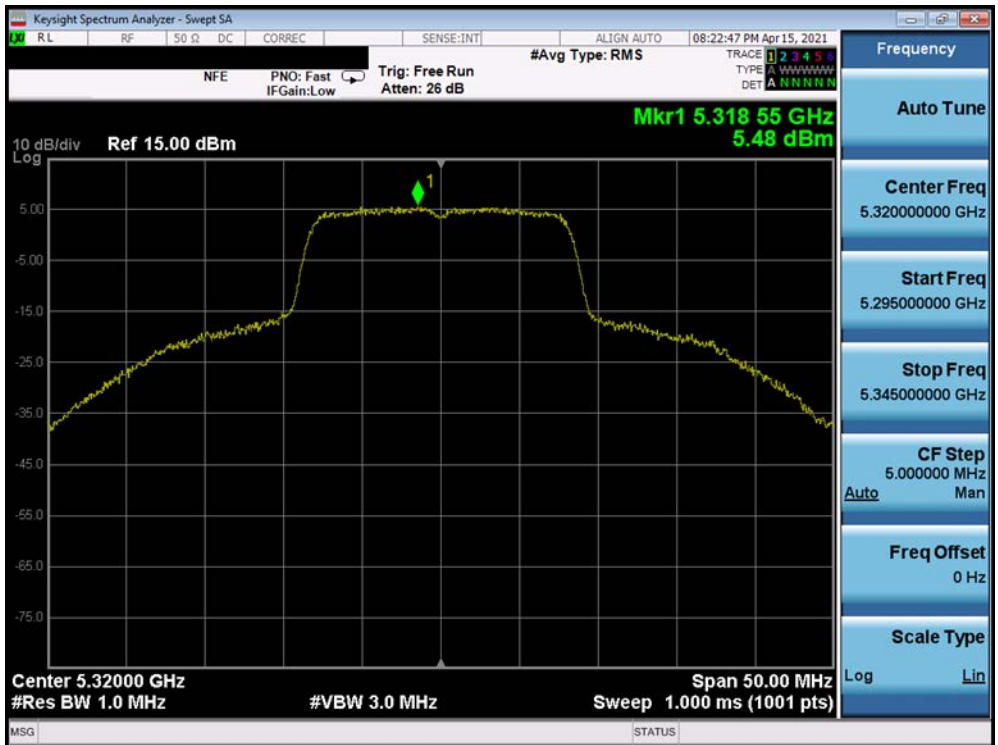 Keysight Spectrum Analyzer - Swept SA
LXI RL RF 50 Ω DC CORREC SENSE:INT ALIGN AUTO 08:22:47 PM Apr 15, 2021
NFE PNO: Fast IFGain:Low Trig: Free Run Atten: 26 dB #Avg Type: RMS
TRACE 1 2 3 4 5 6
TYPE A WWWWW
DET A N N N N N
Mkr1 5.318 55 GHz
5.48 dBm
10 dB/div Ref 15.00 dBm
Log
1
5.00
-5.00
-15.0
-25.0
-35.0
-45.0
-55.0
-65.0
-75.0
Center 5.32000 GHz Span 50.00 MHz
#Res BW 1.0 MHz #VBW 3.0 MHz Sweep 1.000 ms (1001 pts)
MSG STATUS
Frequency
Auto Tune
Center Freq
5.320000000 GHz
Start Freq
5.295000000 GHz
Stop Freq
5.345000000 GHz
CF Step
5.000000 MHz
Auto Man
Freq Offset
0 Hz
Scale Type
Log Lin